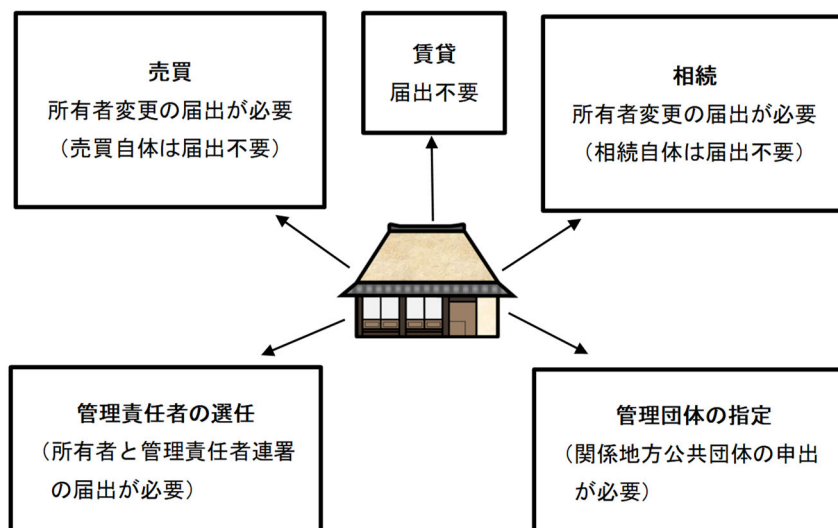 売買
所有者変更の届出が必要
（売買自体は届出不要）
賃貸
届出不要
相続
所有者変更の届出が必要
（相続自体は届出不要）
管理責任者の選任
（所有者と管理責任者連署
の届出が必要）
管理団体の指定
（関係地方公共団体の申出
が必要）